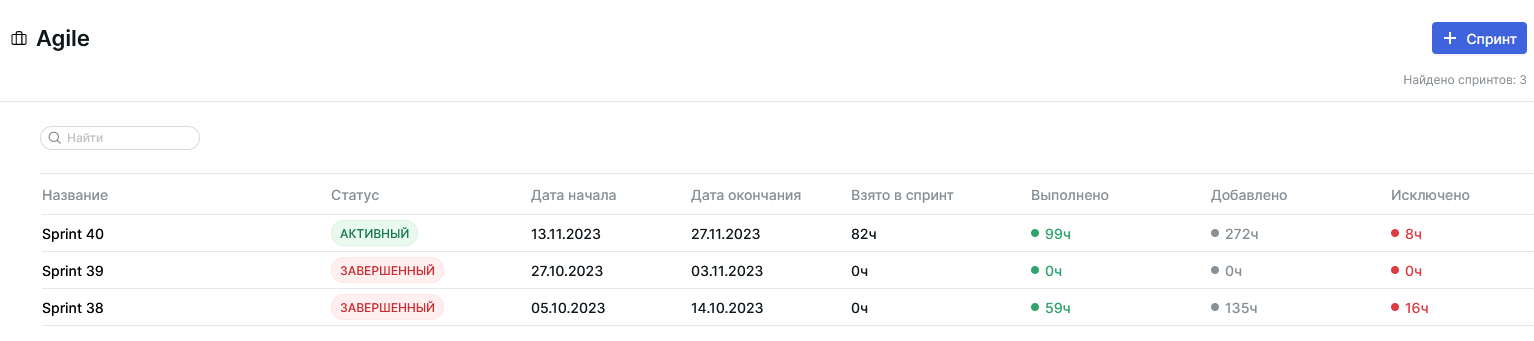 Agile
Спринт
Найдено спринтов: 3
Найти
Название Статус Дата начала Дата окончания Взято в спринт Выполнено Добавлено Исключено
Sprint 40 АКТИВНЫЙ 13.11.2023 27.11.2023 82ч 99ч 272ч 8ч
Sprint 39 ЗАВЕРШЕННЫЙ 27.10.2023 03.11.2023 0ч 0ч 0ч 0ч
Sprint 38 ЗАВЕРШЕННЫЙ 05.10.2023 14.10.2023 0ч 59ч 135ч 16ч